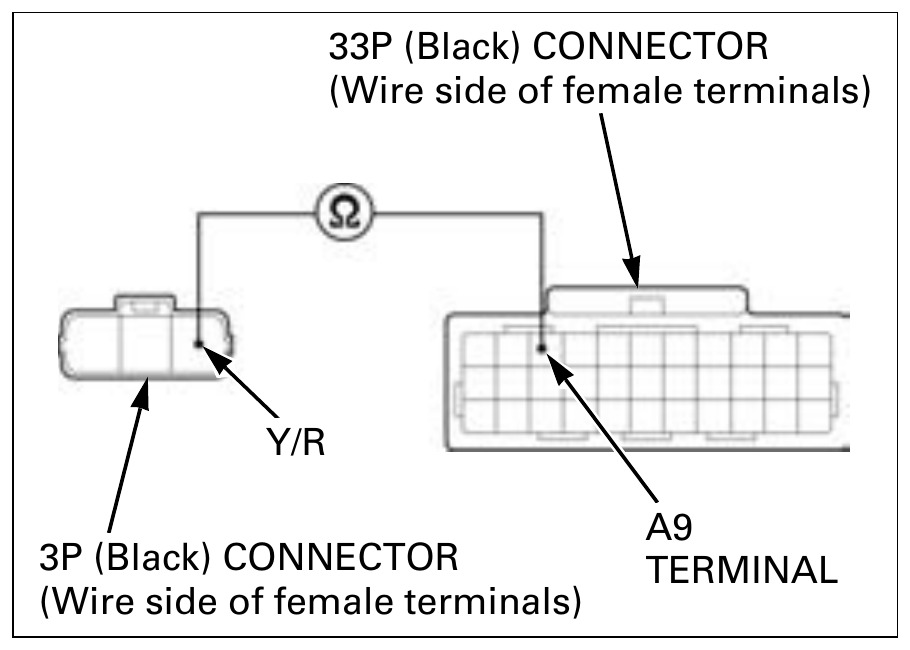 33P (Black) CONNECTOR
(Wire side of female terminals)
Ω
Y/R
A9
TERMINAL
3P (Black) CONNECTOR
(Wire side of female terminals)